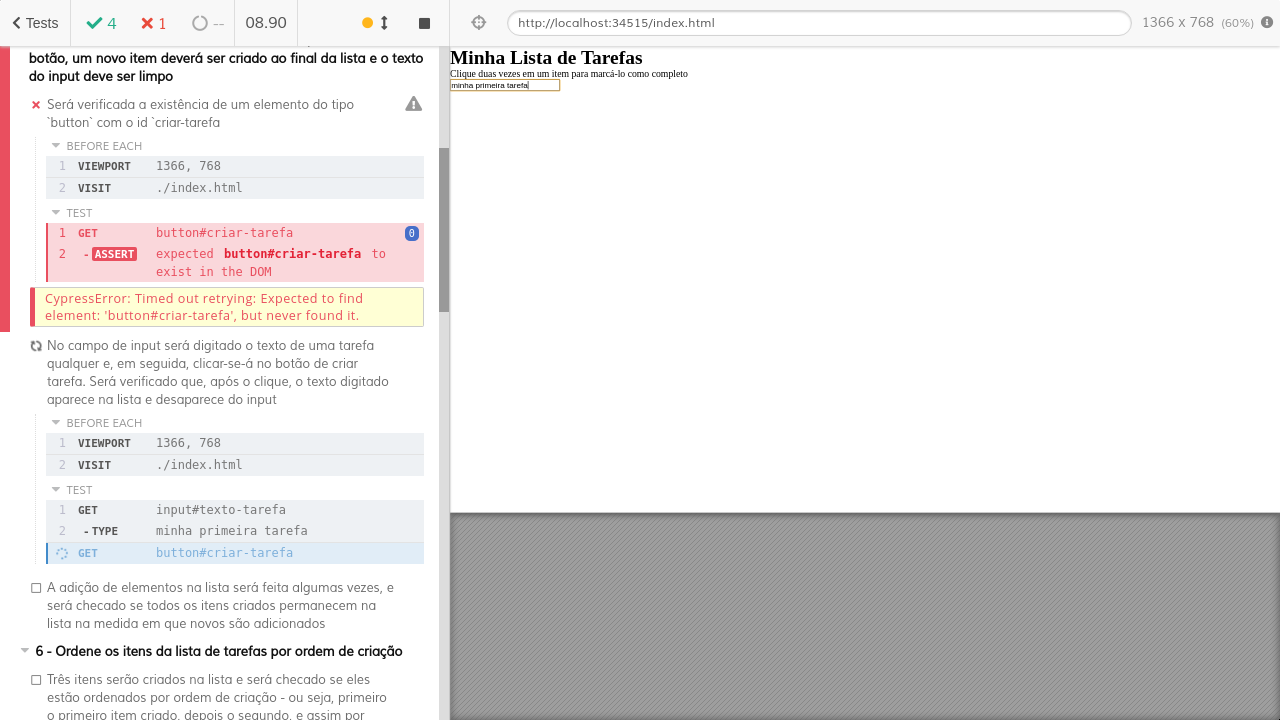 Tests
4
1
--
08.90
http://localhost:34515/index.html
1366 x 768 (60%)
botão, um novo item deverá ser criado ao final da lista e o texto
do input deve ser limpo
Será verificada a existência de um elemento do tipo
`button` com o id `criar-tarefa
BEFORE EACH
1 VIEWPORT 1366, 768
2 VISIT ./index.html
TEST
1 GET button#criar-tarefa 0
2 - ASSERT expected button#criar-tarefa to
exist in the DOM
CypressError: Timed out retrying: Expected to find
element: 'button#criar-tarefa', but never found it.
No campo de input será digitado o texto de uma tarefa
qualquer e, em seguida, clicar-se-á no botão de criar
tarefa. Será verificado que, após o clique, o texto digitado
aparece na lista e desaparece do input
BEFORE EACH
1 VIEWPORT 1366, 768
2 VISIT ./index.html
TEST
1 GET input#texto-tarefa
2 - TYPE minha primeira tarefa
GET button#criar-tarefa
A adição de elementos na lista será feita algumas vezes, e
será checado se todos os itens criados permanecem na
lista na medida em que novos são adicionados
6 - Ordene os itens da lista de tarefas por ordem de criação
Três itens serão criados na lista e será checado se eles
estão ordenados por ordem de criação - ou seja, primeiro
o primeiro item criado, depois o segundo, e assim por
Minha Lista de Tarefas
Clique duas vezes em um item para marcá-lo como completo
minha primeira tarefa